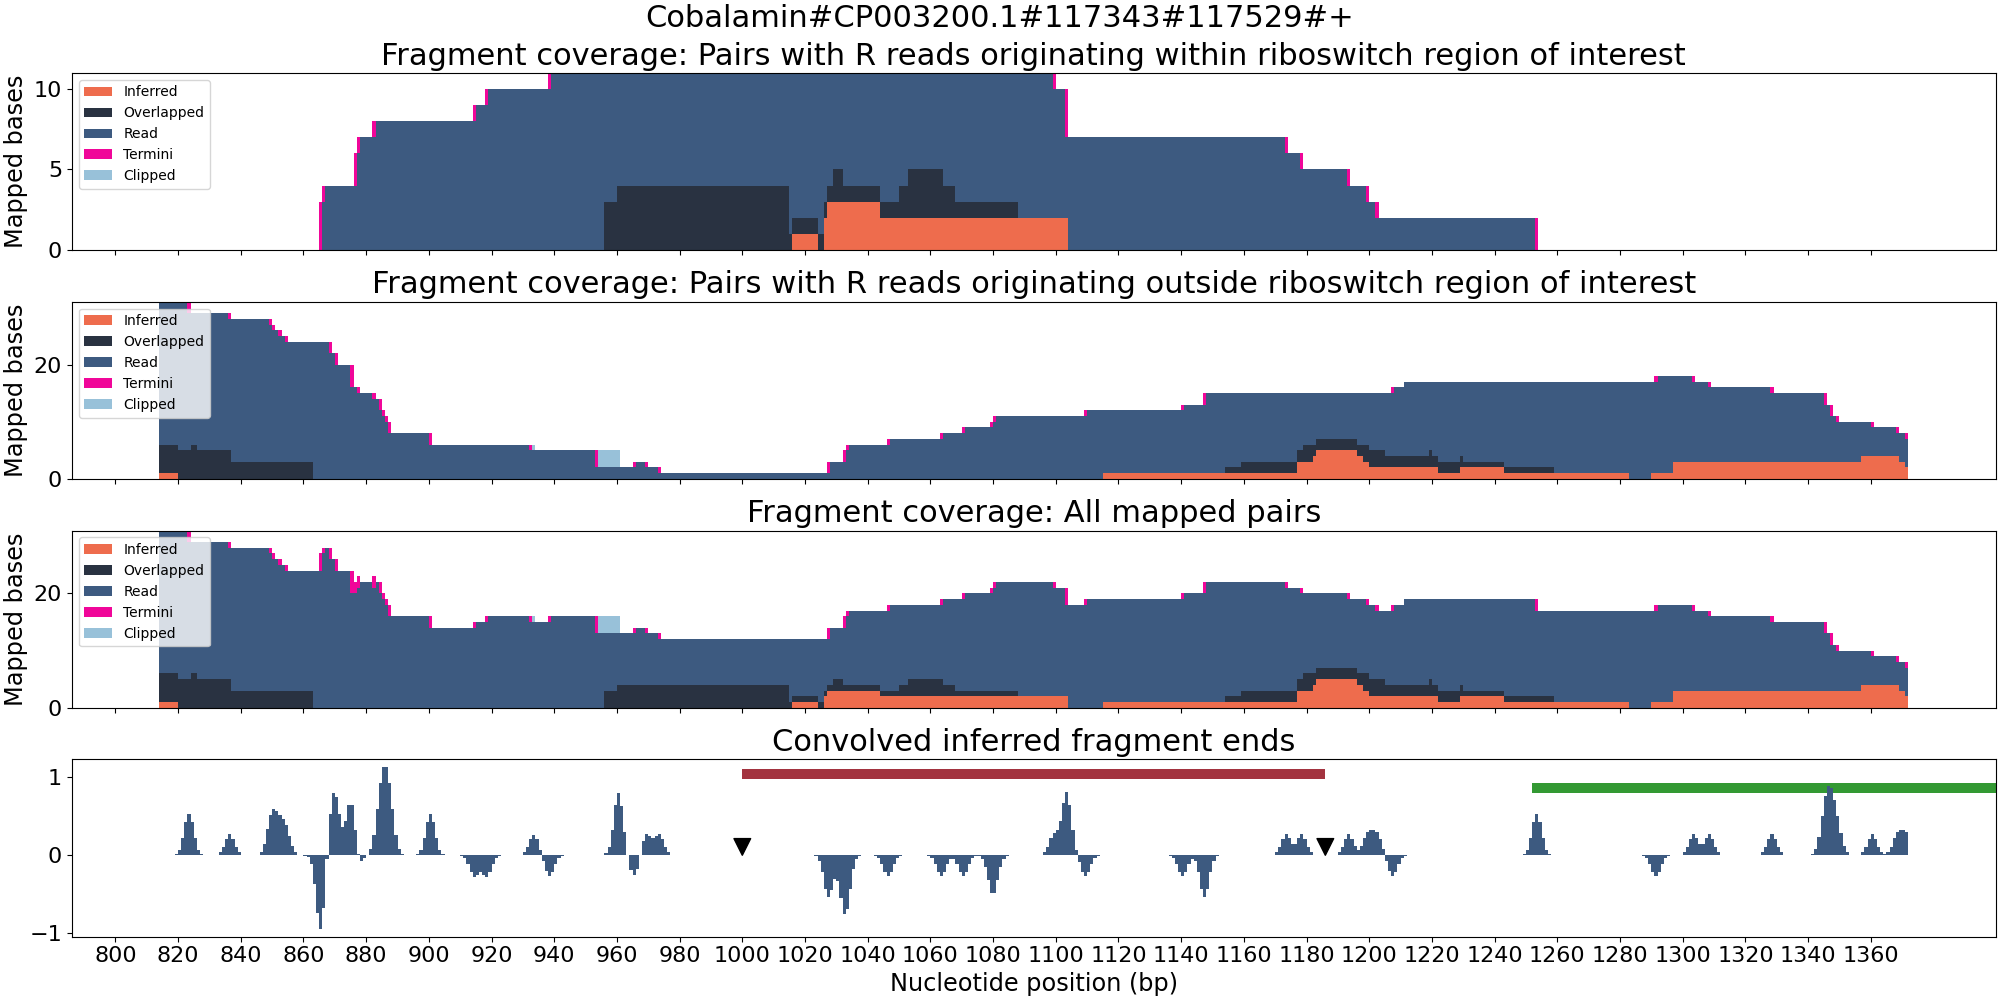 Cobalamin#CP003200.1#117343#117529#+
Fragment coverage: Pairs with R reads originating within riboswitch region of interest
Mapped bases
10
5
0
Inferred
Overlapped
Read
Termini
Clipped
Fragment coverage: Pairs with R reads originating outside riboswitch region of interest
Mapped bases
20
0
Inferred
Overlapped
Read
Termini
Clipped
Fragment coverage: All mapped pairs
Mapped bases
20
0
Inferred
Overlapped
Read
Termini
Clipped
Convolved inferred fragment ends
1
0
−1
800 820 840 860 880 900 920 940 960 980 1000 1020 1040 1060 1080 1100 1120 1140 1160 1180 1200 1220 1240 1260 1280 1300 1320 1340 1360
Nucleotide position (bp)